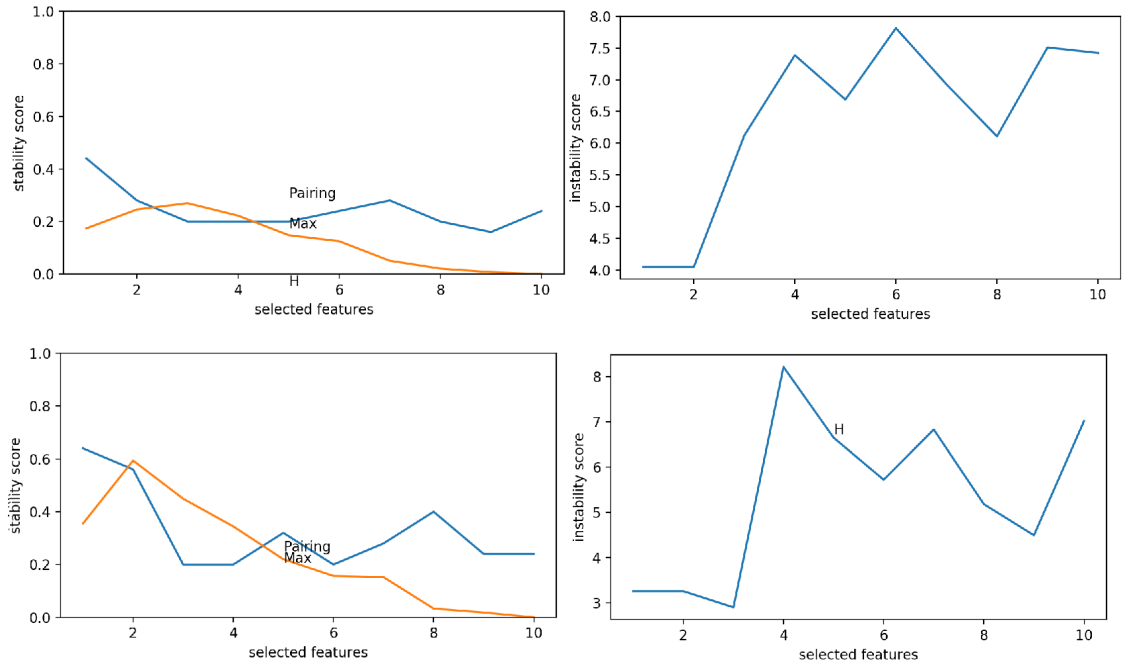 1.0
0.8
0.6
0.4
0.2
0.0
stability score
Pairing
Max
H
2 4 6 8 10
selected features
8.0
7.5
7.0
6.5
6.0
5.5
5.0
4.5
4.0
instability score
2 4 6 8 10
selected features
1.0
0.8
0.6
0.4
0.2
0.0
stability score
Pairing
Max
2 4 6 8 10
selected features
8
7
6
5
4
3
instability score
H
2 4 6 8 10
selected features